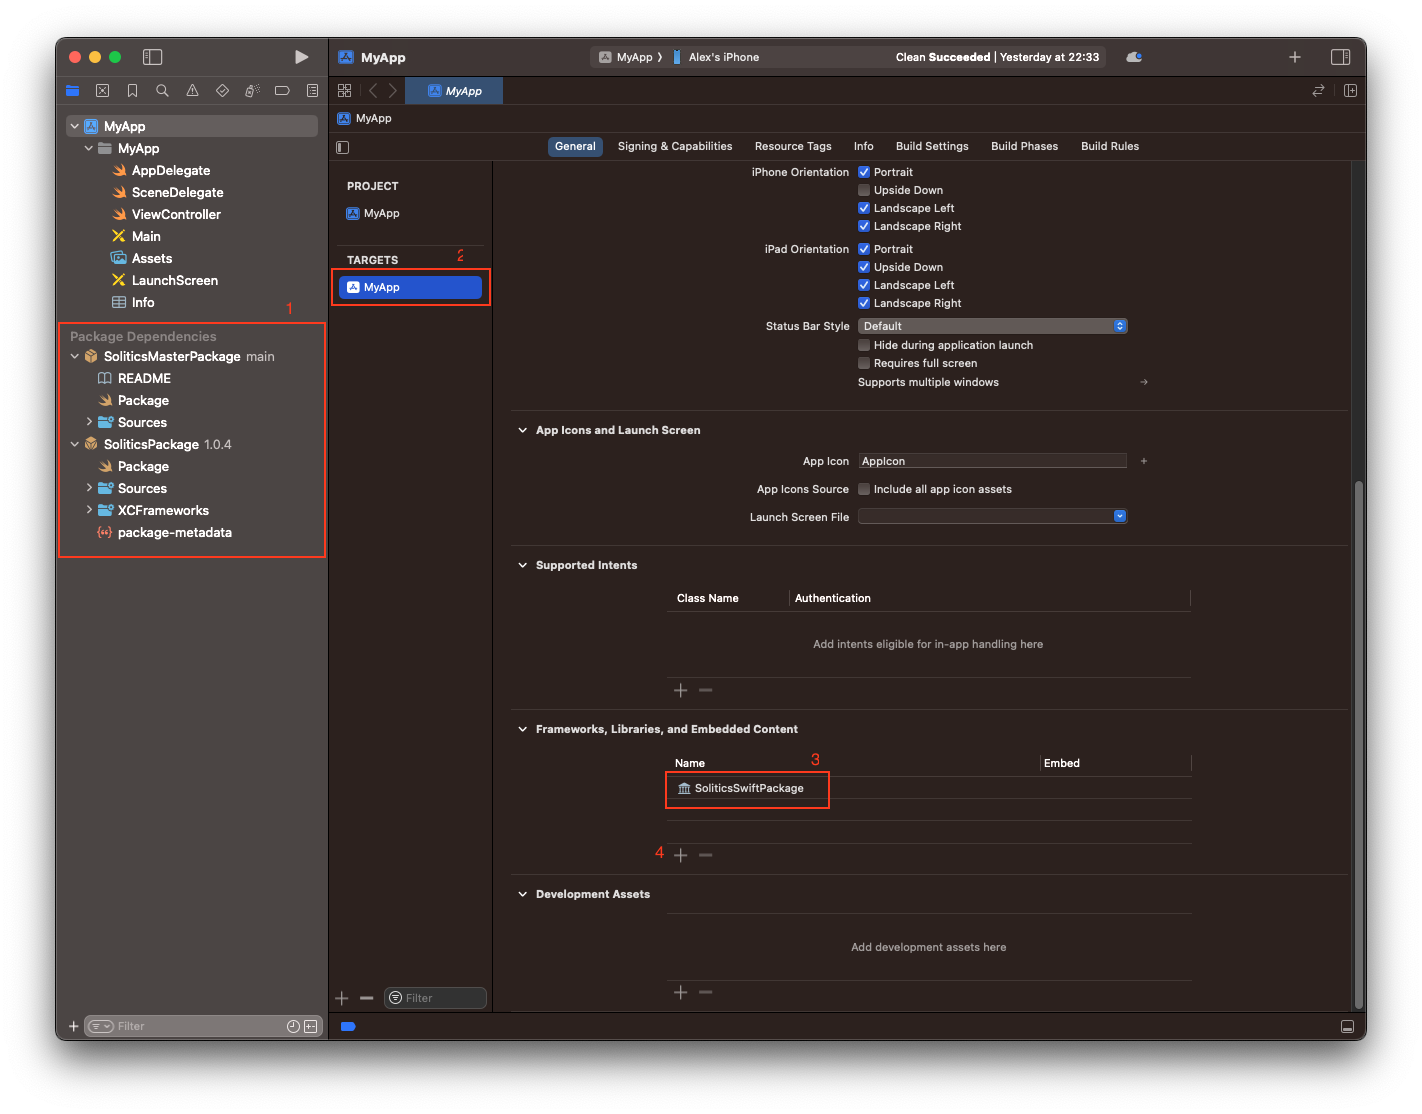 MyApp
MyApp 〉 Alex's iPhone
Clean Succeeded | Yesterday at 22:33
MyApp
MyApp
General Signing & Capabilities Resource Tags Info Build Settings Build Phases Build Rules
MyApp
MyApp
AppDelegate
SceneDelegate
ViewController
Main
Assets
LaunchScreen
Info
1
Package Dependencies
SoliticsMasterPackage main
README
Package
Sources
SoliticsPackage 1.0.4
Package
Sources
XCFrameworks
package-metadata
Filter
PROJECT
MyApp
TARGETS
2
MyApp
Filter
iPhone Orientation Portrait
Upside Down
Landscape Left
Landscape Right
iPad Orientation Portrait
Upside Down
Landscape Left
Landscape Right
Status Bar Style Default
Hide during application launch
Requires full screen
Supports multiple windows
App Icons and Launch Screen
App Icon AppIcon
App Icons Source Include all app icon assets
Launch Screen File
Supported Intents
Class Name Authentication
Add intents eligible for in-app handling here
Frameworks, Libraries, and Embedded Content
Name 3 Embed
SoliticsSwiftPackage
4
Development Assets
Add development assets here